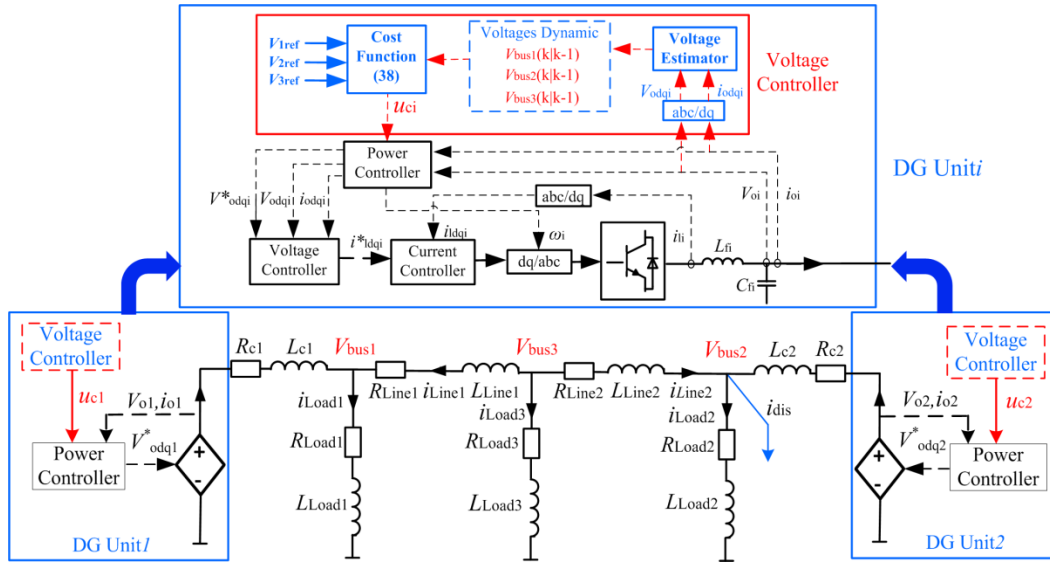 V1ref
V2ref
V3ref
Cost
Function
(38)
Voltages Dynamic
Vbus1(k|k-1)
Vbus2(k|k-1)
Vbus3(k|k-1)
Voltage
Estimator
Voltage
Controller
Vodqi
iodqi
abc/dq
uci
Power
Controller
DG Uniti
V*odqi
Vodqi
iodqi
abc/dq
Voi
ioi
Voltage
Controller
i*ldqi
Current
Controller
ildqi
ωi
dq/abc
ili
Lfi
Cfi
Voltage
Controller
uc1
Vo1,io1
V*odq1
Power
Controller
DG Unit1
Rc1
Lc1
Vbus1
RLine1
iLine1
LLine1
Vbus3
RLine2
LLine2
iLine2
Vbus2
Lc2
Rc2
iLoad1
RLoad1
LLoad1
iLoad3
RLoad3
LLoad3
iLoad2
RLoad2
LLoad2
idis
Voltage
Controller
uc2
Vo2,io2
V*odq2
Power
Controller
DG Unit2